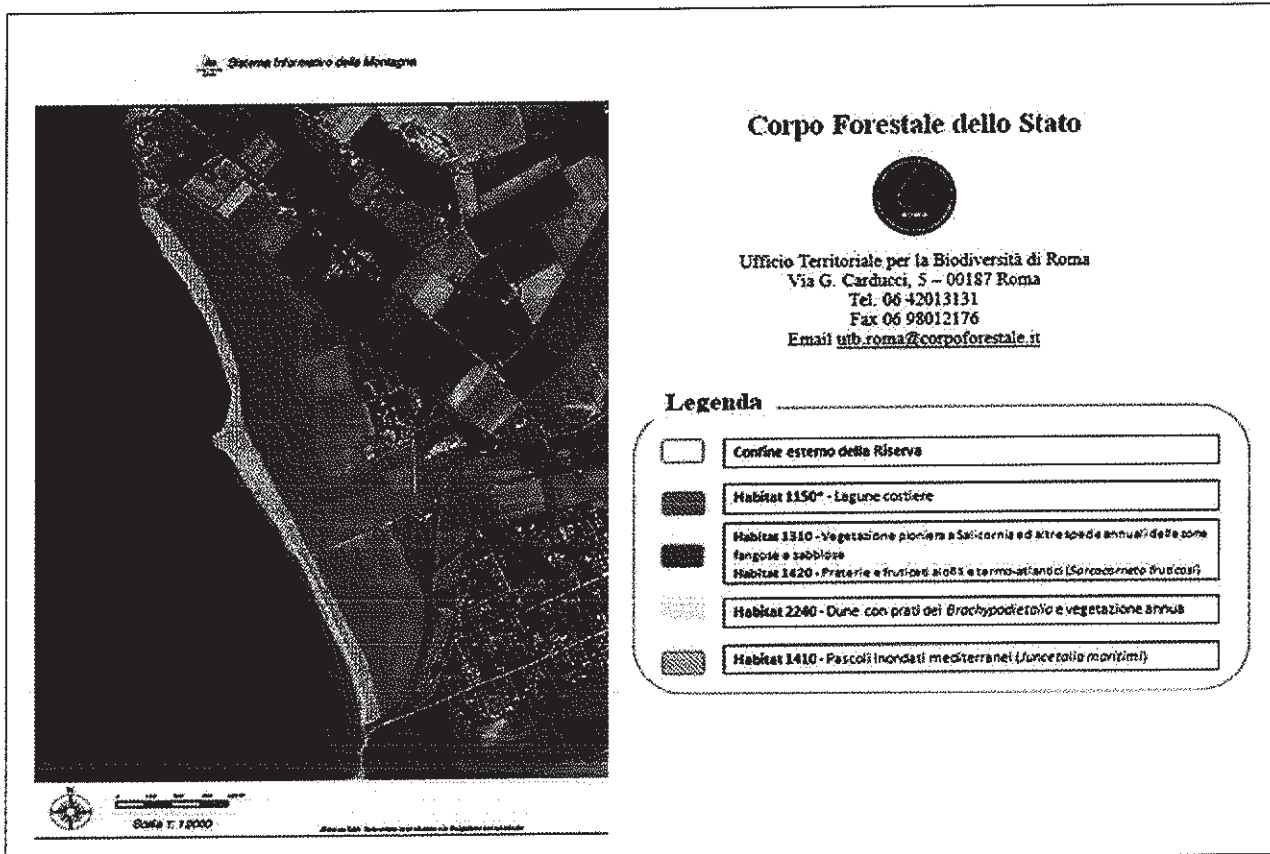 Sistema Informativo della Montagna
Corpo Forestale dello Stato
Ufficio Territoriale per la Biodiversità di Roma
Via G. Carducci, 5 – 00187 Roma
Tel. 06 42013131
Fax 06 98012176
Email utb.roma@corpoforestale.it
Legenda
Confine esterno della Riserva
Habitat 1150* - Lagune costiere
Habitat 1310 - Vegetazione pioniera a Salicornia ed altre specie annuali delle zone
fangose e sabbiose
Habitat 1420 - Praterie e fruticeti alofili e termo-atlantici (Sarcocorneto fruticosi)
Habitat 2240 - Dune con prati dei Brachypodietalia e vegetazione annua
Habitat 1410 - Pascoli inondati mediterranei (Juncetalia maritimi)
Scala 1: